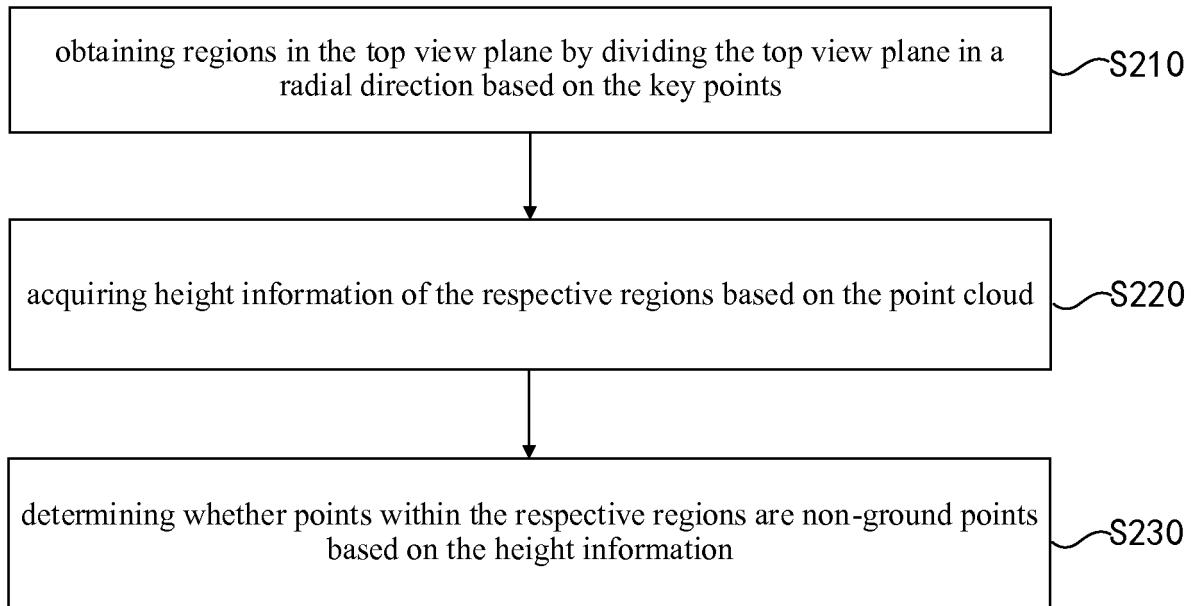 obtaining regions in the top view plane by dividing the top view plane in a
radial direction based on the key points
S210
acquiring height information of the respective regions based on the point cloud
S220
determining whether points within the respective regions are non-ground points
based on the height information
S230